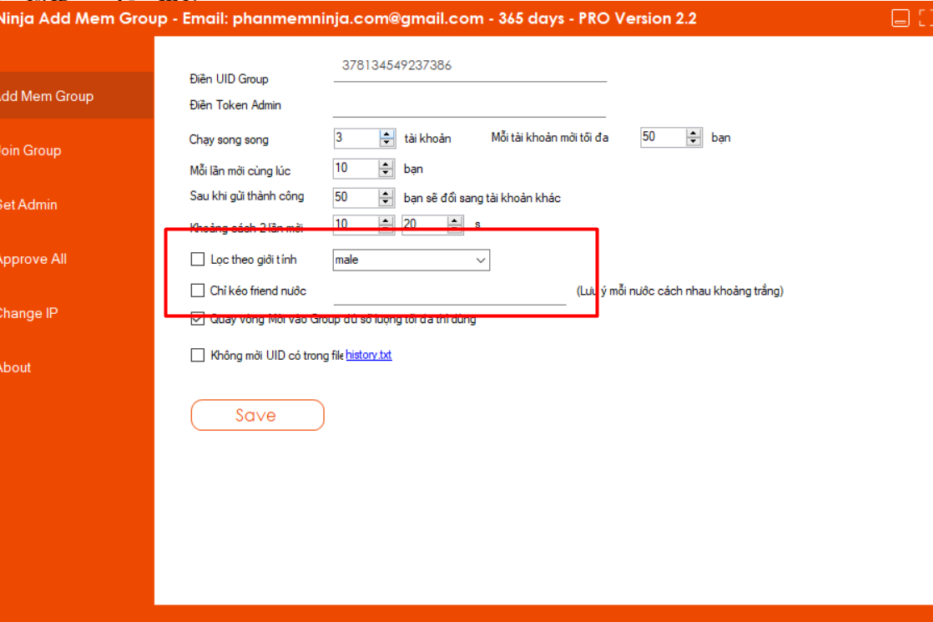 Ninja Add Mem Group - Email: phanmemninja.com@gmail.com - 365 days - PRO Version 2.2
Add Mem Group
Join Group
Set Admin
Approve All
Change IP
About
Điền UID Group 378134549237386
Điền Token Admin
Chạy song song 3 tài khoản Mỗi tài khoản mời tối đa 50 bạn
Mỗi lần mời cùng lúc 10 bạn
Sau khi gửi thành công 50 bạn sẽ đổi sang tài khoản khác
Khoảng cách 2 lần mời 10 20 s
Lọc theo giới tính male
Chỉ kéo friend nước (Lưu ý mỗi nước cách nhau khoảng trắng)
Quay vòng Mời vào Group đủ số lượng tối đa thì dừng
Không mời UID có trong file history.txt
Save